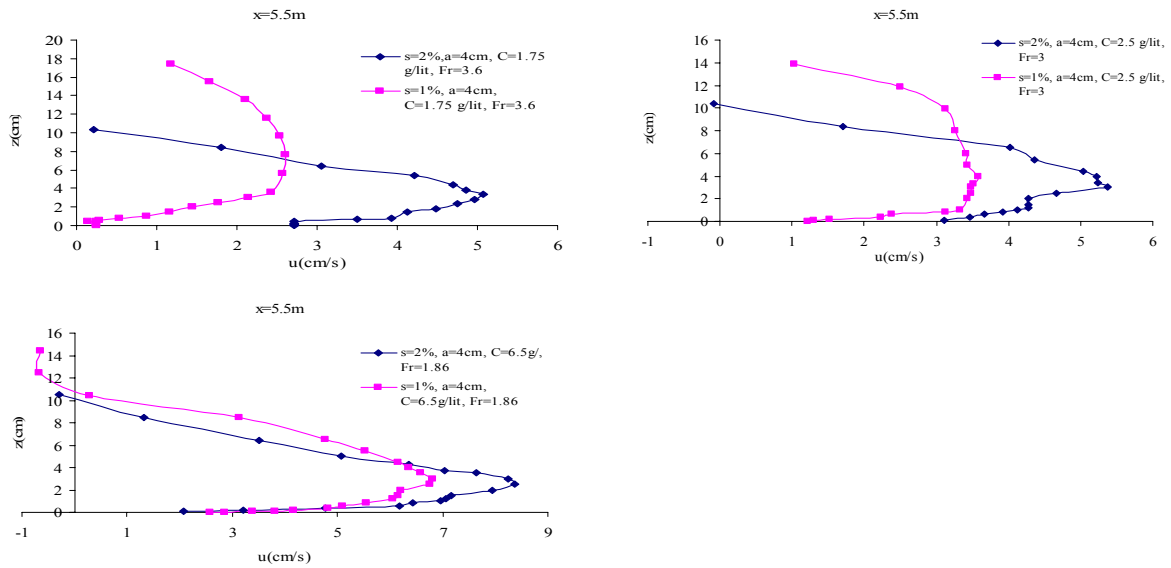 x=5.5m
20
18
16
14
12
10
8
6
4
2
0
z(cm)
0 1 2 3 4 5 6
u(cm/s)
s=2%,a=4cm, C=1.75
g/lit, Fr=3.6
s=1%, a=4cm,
C=1.75 g/lit, Fr=3.6
x=5.5m
16
14
12
10
8
6
4
2
0
z(cm)
-1 0 1 2 3 4 5 6
u(cm/s)
s=2%, a=4cm, C=2.5 g/lit,
Fr=3
s=1%, a=4cm, C=2.5 g/lit,
Fr=3
x=5.5m
16
14
12
10
8
6
4
2
0
z(cm)
-1 1 3 5 7 9
u(cm/s)
s=2%, a=4cm, C=6.5g/,
Fr=1.86
s=1%, a=4cm,
C=6.5g/lit, Fr=1.86